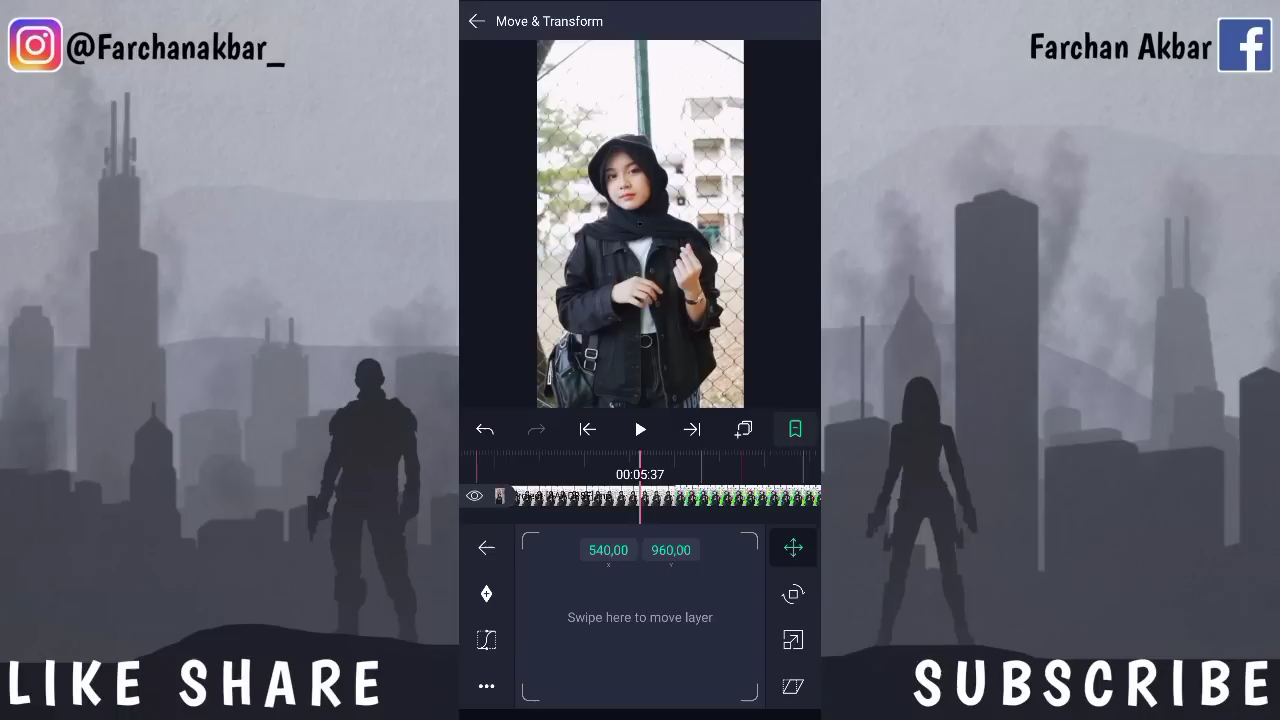 @Farchanakbar_
Farchan Akbar
Move & Transform
00:05:37
540,00 960,00
X Y
Swipe here to move layer
LIKE SHARE
SUBSCRIBE